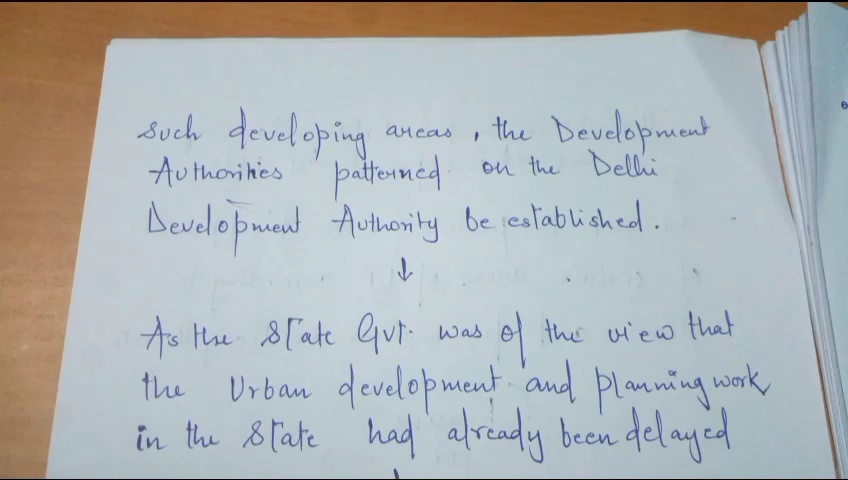 such developing areas, the Development
Authorities patterned on the Delhi
Development Authority be established.
↓
As the State Gvt. was of the view that
the Urban development and planning work
in the State had already been delayed